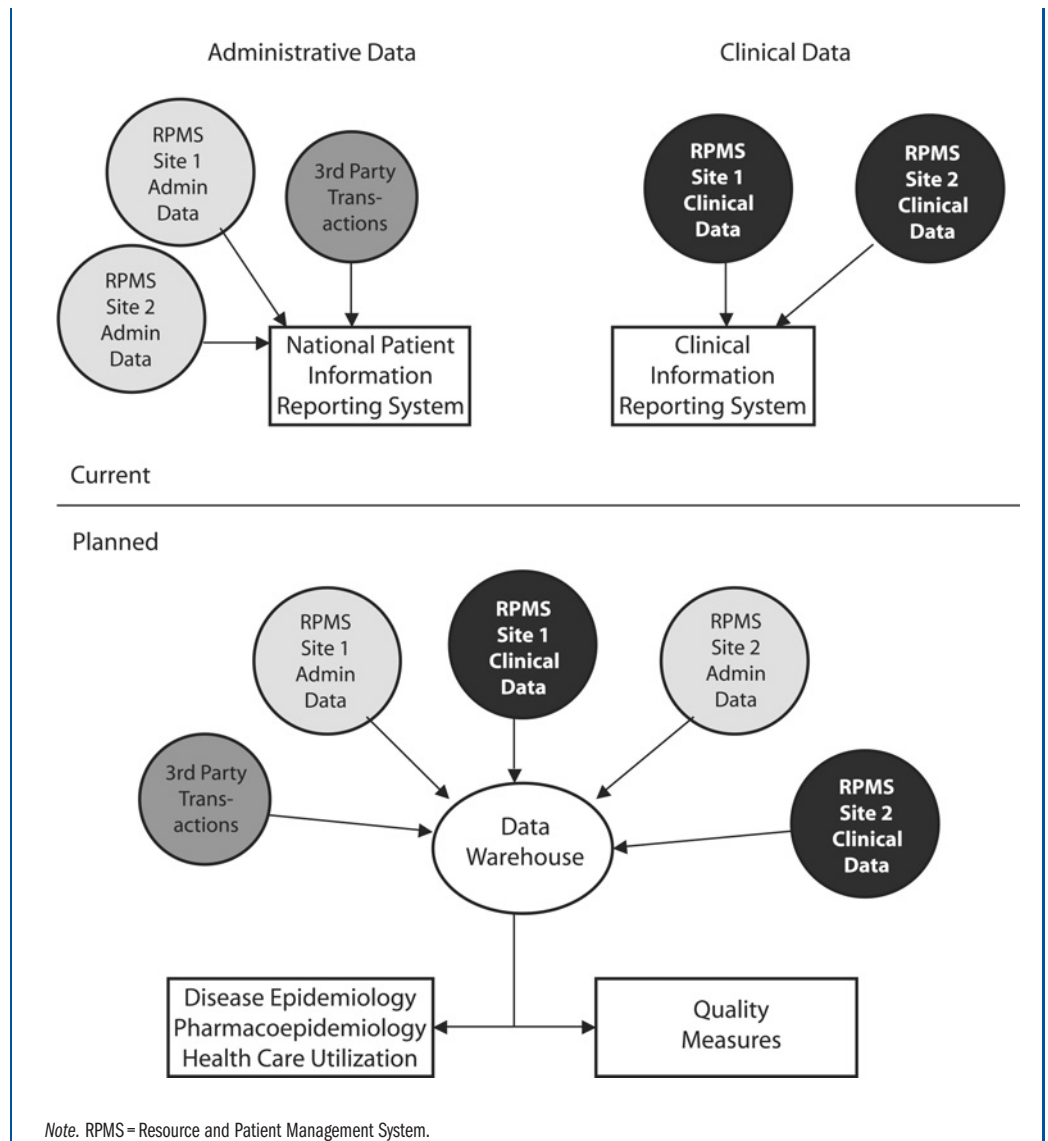 Administrative Data
Clinical Data
RPMS
Site 1
Admin
Data
3rd Party
Trans-
actions
RPMS
Site 2
Admin
Data
National Patient
Information
Reporting System
RPMS
Site 1
Clinical
Data
RPMS
Site 2
Clinical
Data
Clinical
Information
Reporting System
Current
Planned
RPMS
Site 1
Admin
Data
RPMS
Site 1
Clinical
Data
RPMS
Site 2
Admin
Data
3rd Party
Trans-
actions
Data
Warehouse
RPMS
Site 2
Clinical
Data
Disease Epidemiology
Pharmacoepidemiology
Health Care Utilization
Quality
Measures
Note. RPMS = Resource and Patient Management System.